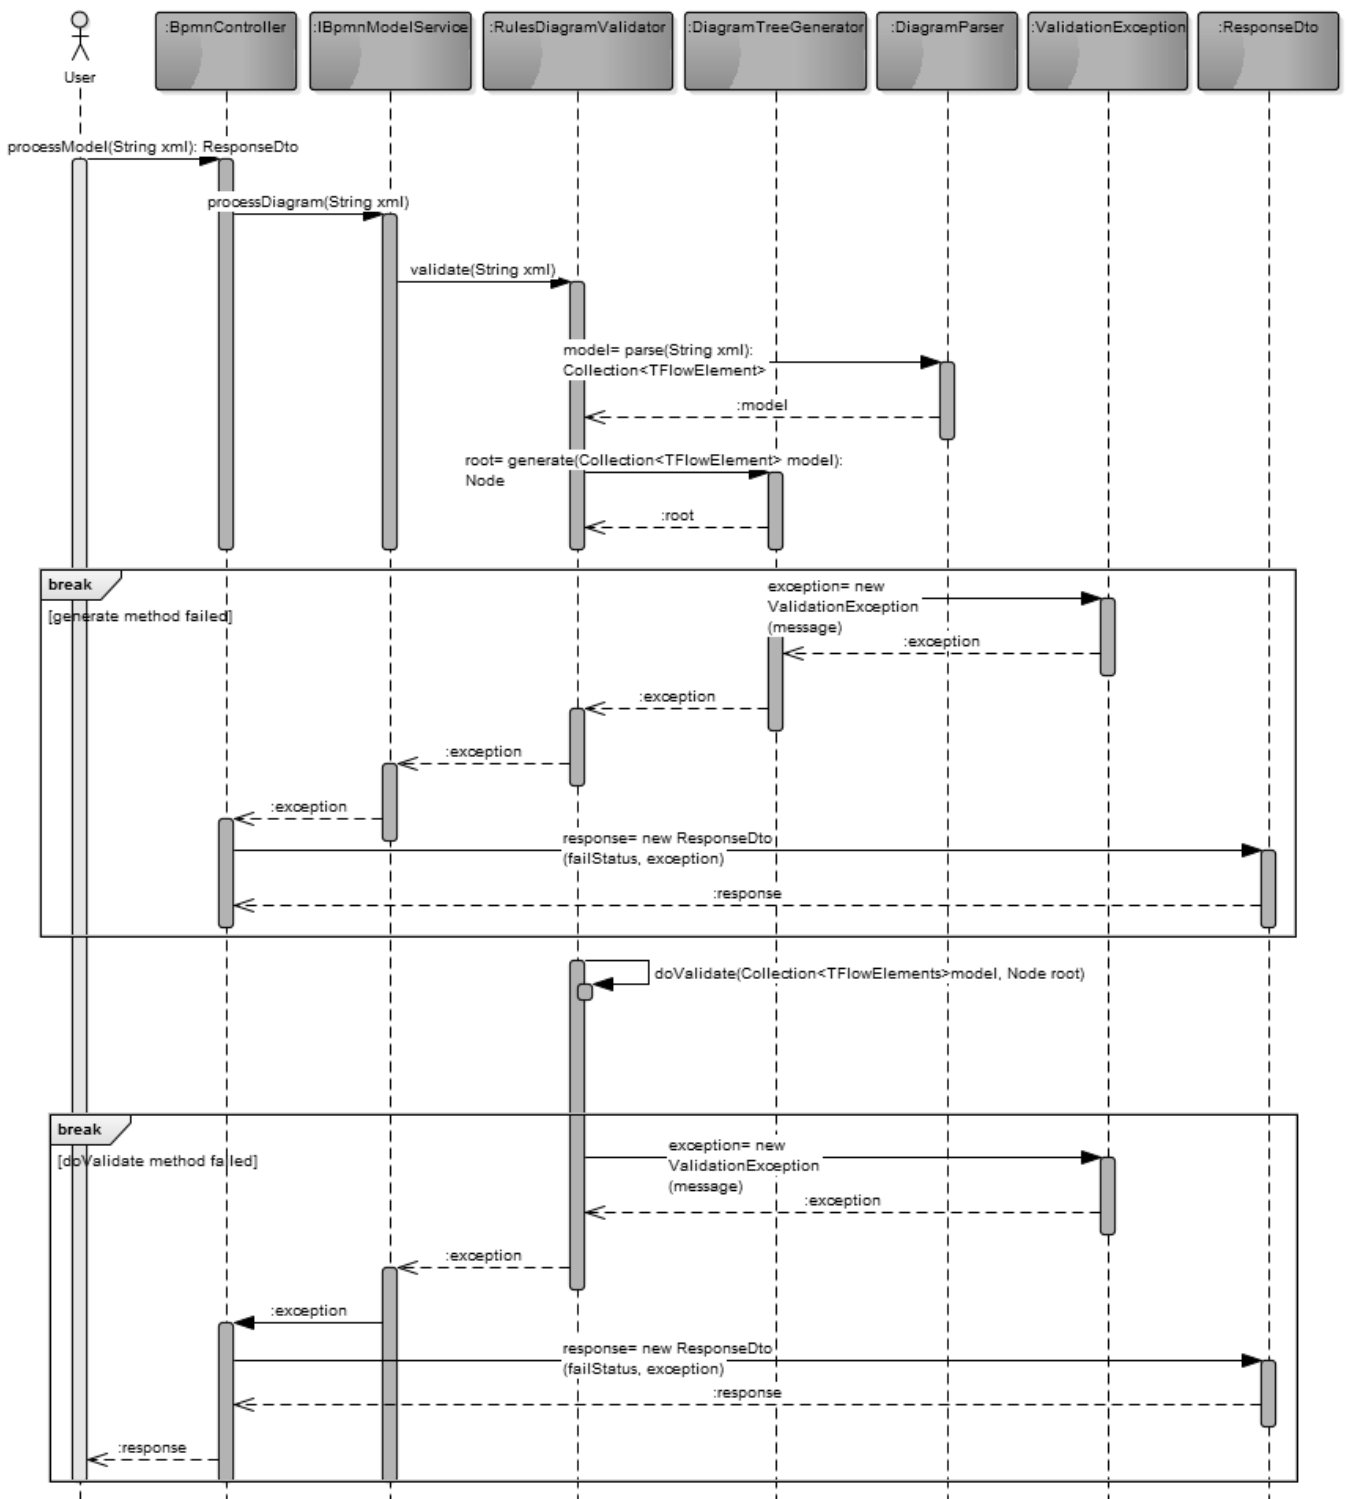 :BpmnController
:IBpmnModelService
:RulesDiagramValidator
:DiagramTreeGenerator
:DiagramParser
:ValidationException
:ResponseDto
User
processModel(String xml): ResponseDto
processDiagram(String xml)
validate(String xml)
model= parse(String xml):
Collection<TFlowElement>
:model
root= generate(Collection<TFlowElement> model):
Node
:root
break
[generate method failed]
exception= new
ValidationException
(message)
:exception
:exception
:exception
:exception
response= new ResponseDto
(failStatus, exception)
:response
doValidate(Collection<TFlowElements>model, Node root)
break
[doValidate method failed]
exception= new
ValidationException
(message)
:exception
:exception
:exception
response= new ResponseDto
(failStatus, exception)
:response
:response